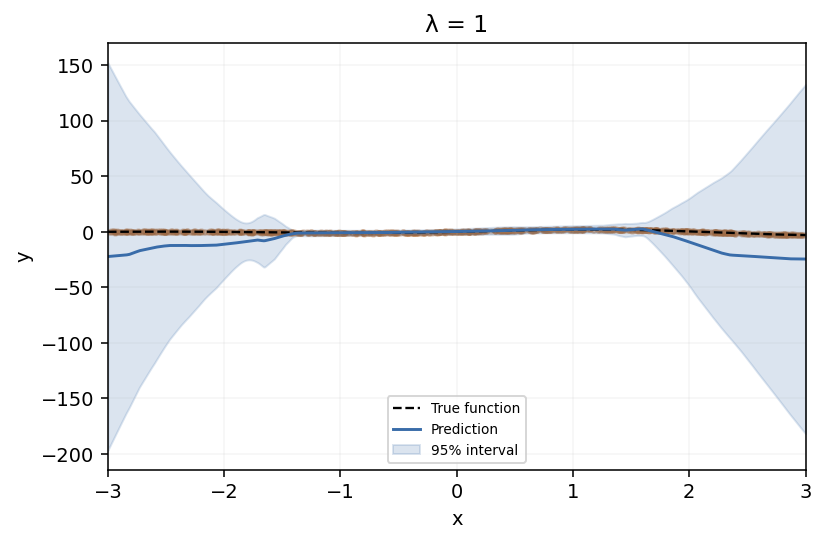 λ = 1
y
150
100
50
0
−50
−100
−150
−200
True function
Prediction
95% interval
−3
−2
−1
0
1
2
3
x